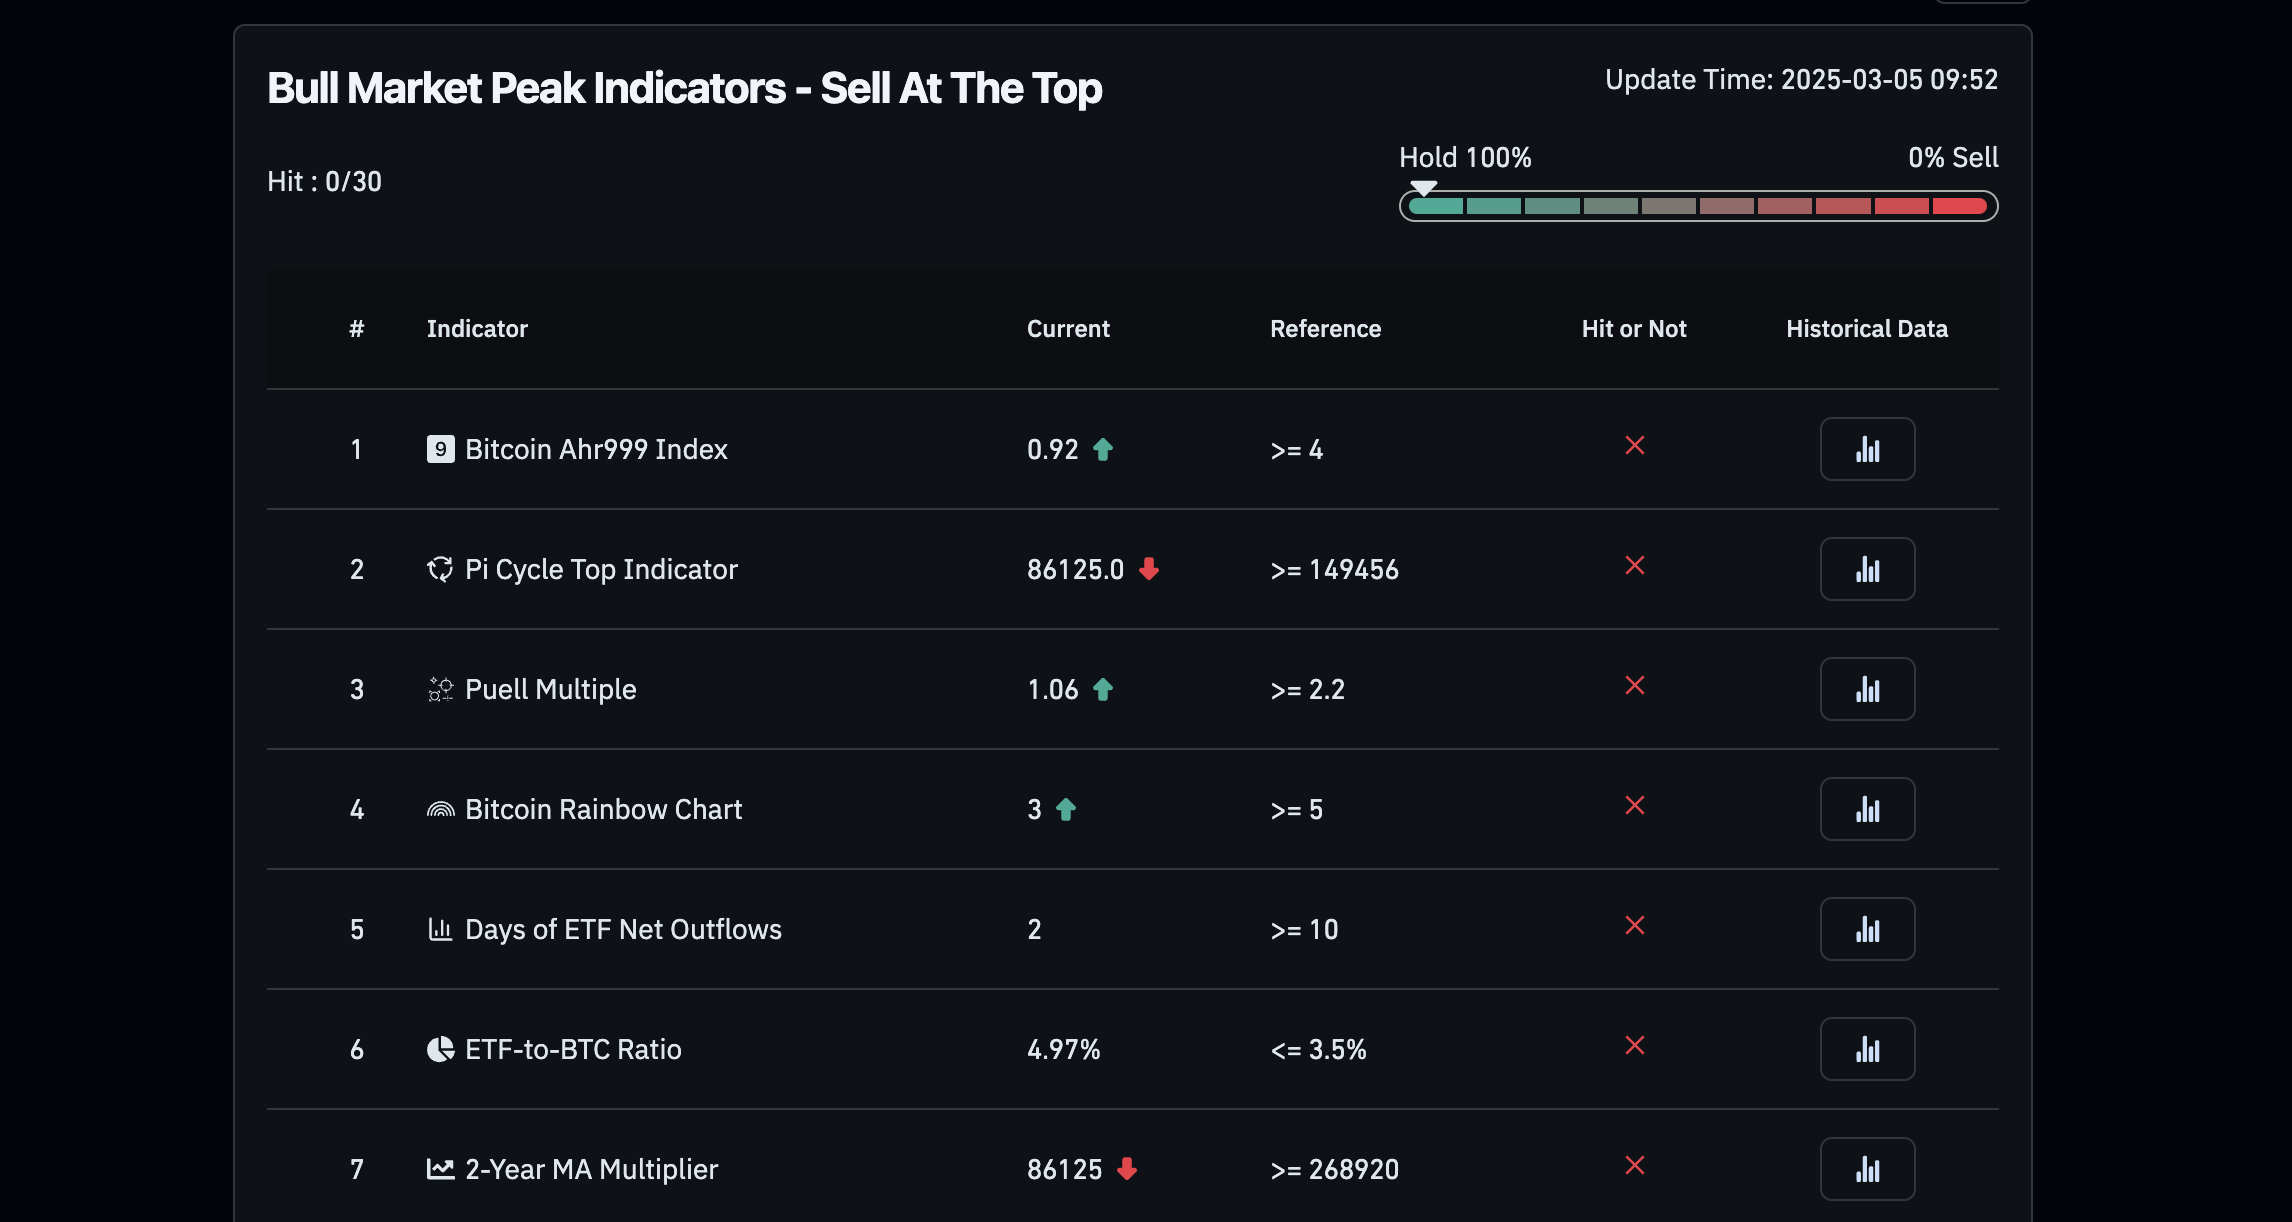 Bull Market Peak Indicators - Sell At The Top
Update Time: 2025-03-05 09:52
Hit : 0/30
Hold 100% 0% Sell
# Indicator Current Reference Hit or Not Historical Data
1 9 Bitcoin Ahr999 Index 0.92 >= 4
2 Pi Cycle Top Indicator 86125.0 >= 149456
3 Puell Multiple 1.06 >= 2.2
4 Bitcoin Rainbow Chart 3 >= 5
5 Days of ETF Net Outflows 2 >= 10
6 ETF-to-BTC Ratio 4.97% <= 3.5%
7 2-Year MA Multiplier 86125 >= 268920